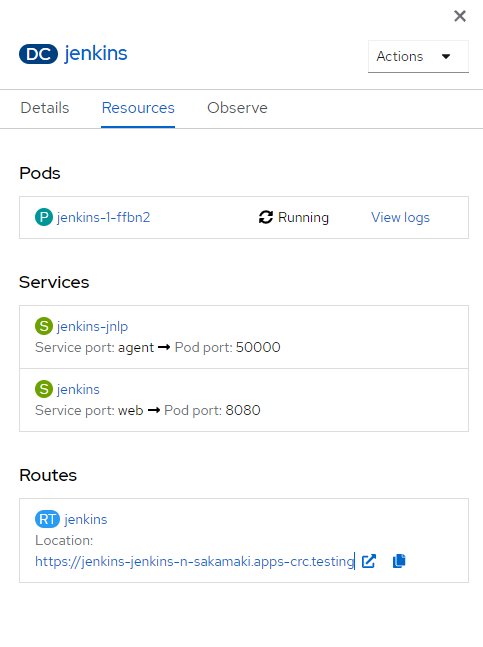 DC jenkins
Actions
Details Resources Observe
Pods
P jenkins-1-ffbn2 Running View logs
Services
S jenkins-jnlp
Service port: agent → Pod port: 50000
S jenkins
Service port: web → Pod port: 8080
Routes
RT jenkins
Location:
https://jenkins-jenkins-n-sakamaki.apps-crc.testing